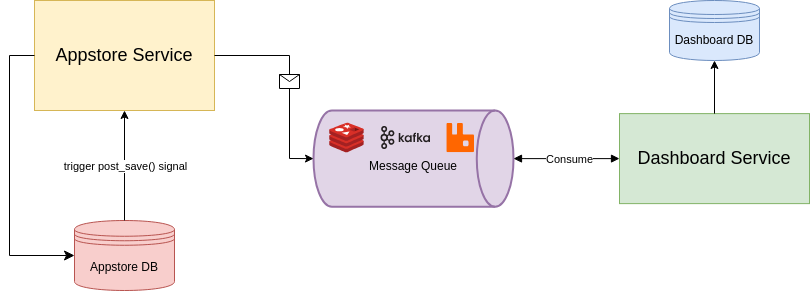 Appstore Service
Dashboard DB
kafka
Message Queue
Consume
Dashboard Service
trigger post_save() signal
Appstore DB